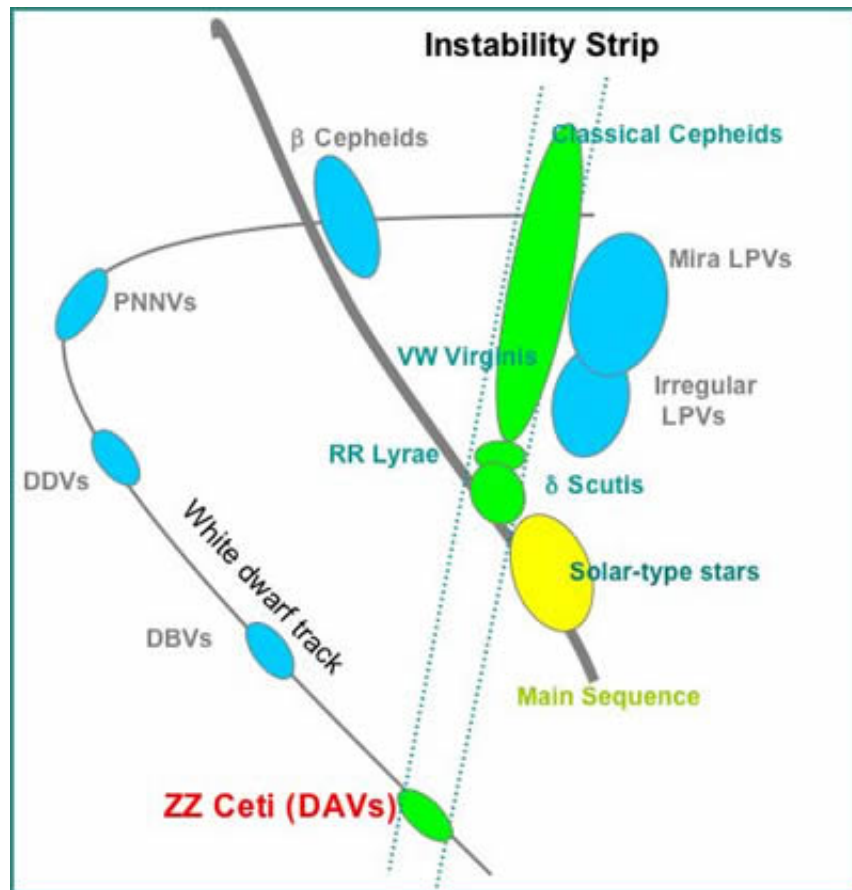 Instability Strip
β Cepheids
Classical Cepheids
Mira LPVs
PNNVs
VW Virginis
Irregular
LPVs
RR Lyrae
δ Scutis
DDVs
White dwarf track
Solar-type stars
DBVs
Main Sequence
ZZ Ceti (DAVs)